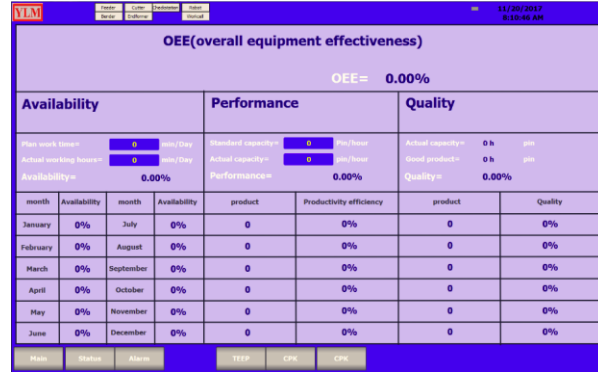 YLM Feeder Cutter Checkstation Robot 11/20/2017
Bender Endformer Workcell 8:10:46 AM
OEE(overall equipment effectiveness)
OEE= 0.00%
Availability Performance Quality
Plan work time= 0 min/Day Standard capacity= 0 Pin/hour Actual capacity= 0 h pin
Actual working hours= 0 min/Day Actual capacity= 0 pin/hour Good product= 0 h pin
Availability= 0.00% Performance= 0.00% Quality= 0.00%
month Availability month Availability product Productivity efficiency product Quality
January 0% July 0% 0 0% 0 0%
February 0% August 0% 0 0% 0 0%
March 0% September 0% 0 0% 0 0%
April 0% October 0% 0 0% 0 0%
May 0% November 0% 0 0% 0 0%
June 0% December 0% 0 0% 0 0%
Main Status Alarm TEEP CPK CPK